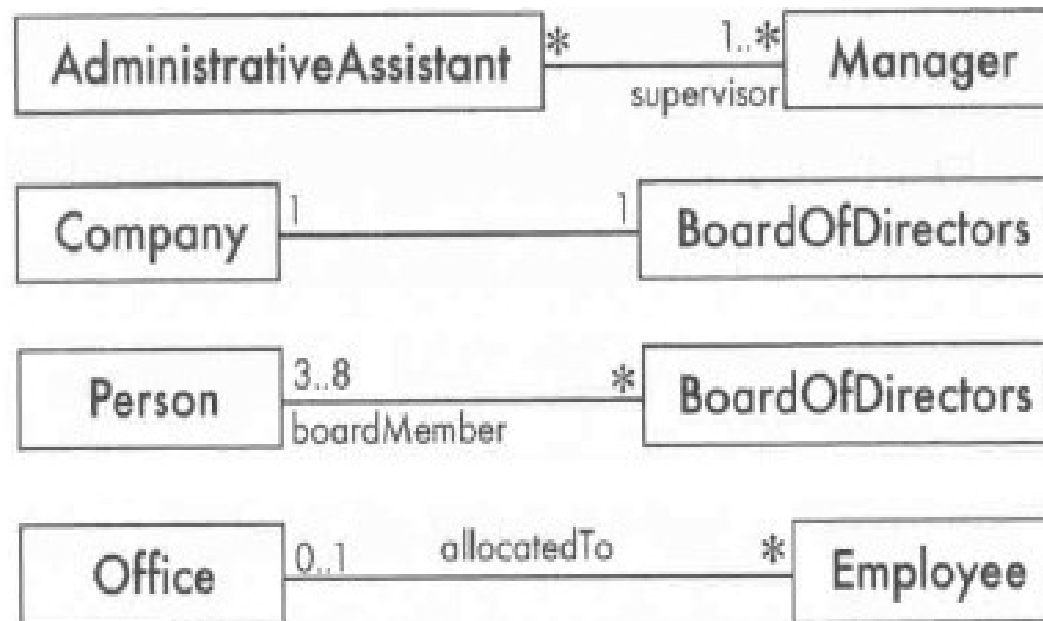 AdministrativeAssistant * 1..* Manager
supervisor
Company 1 1 BoardOfDirectors
Person 3..8 * BoardOfDirectors
boardMember
Office 0..1 allocatedTo * Employee